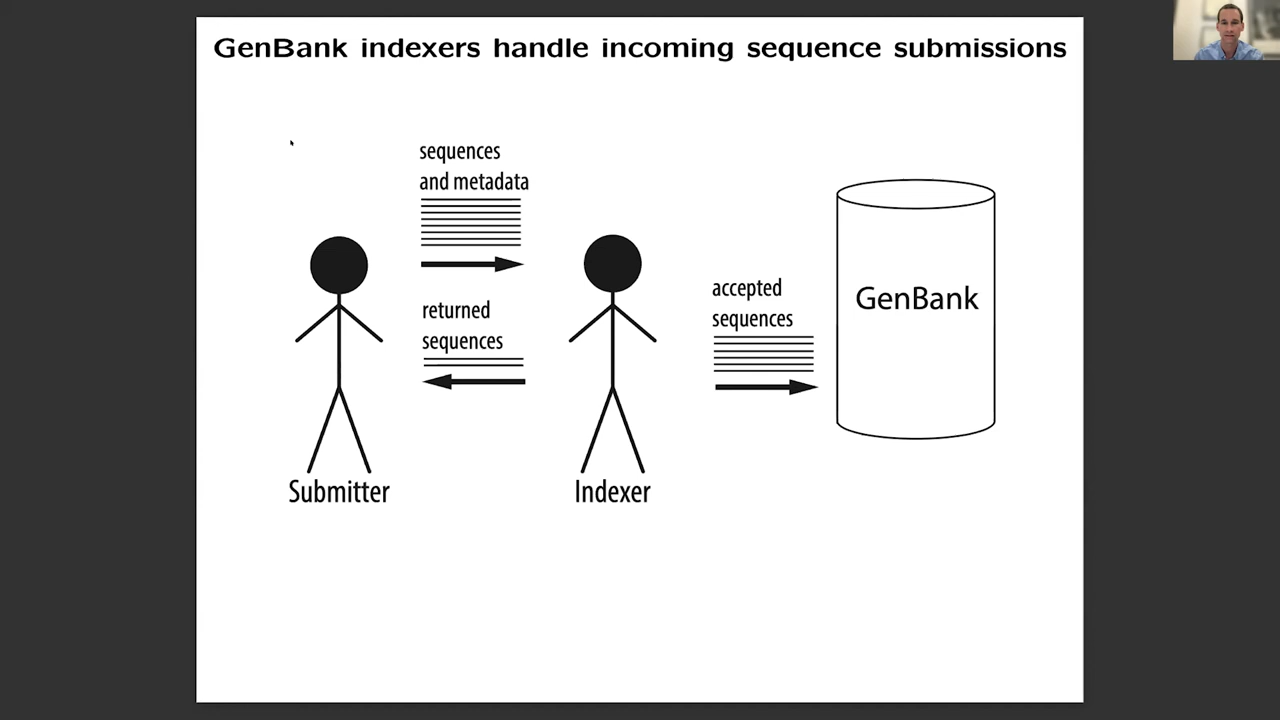 GenBank indexers handle incoming sequence submissions
sequences
and metadata
returned
sequences
accepted
sequences
GenBank
Submitter
Indexer